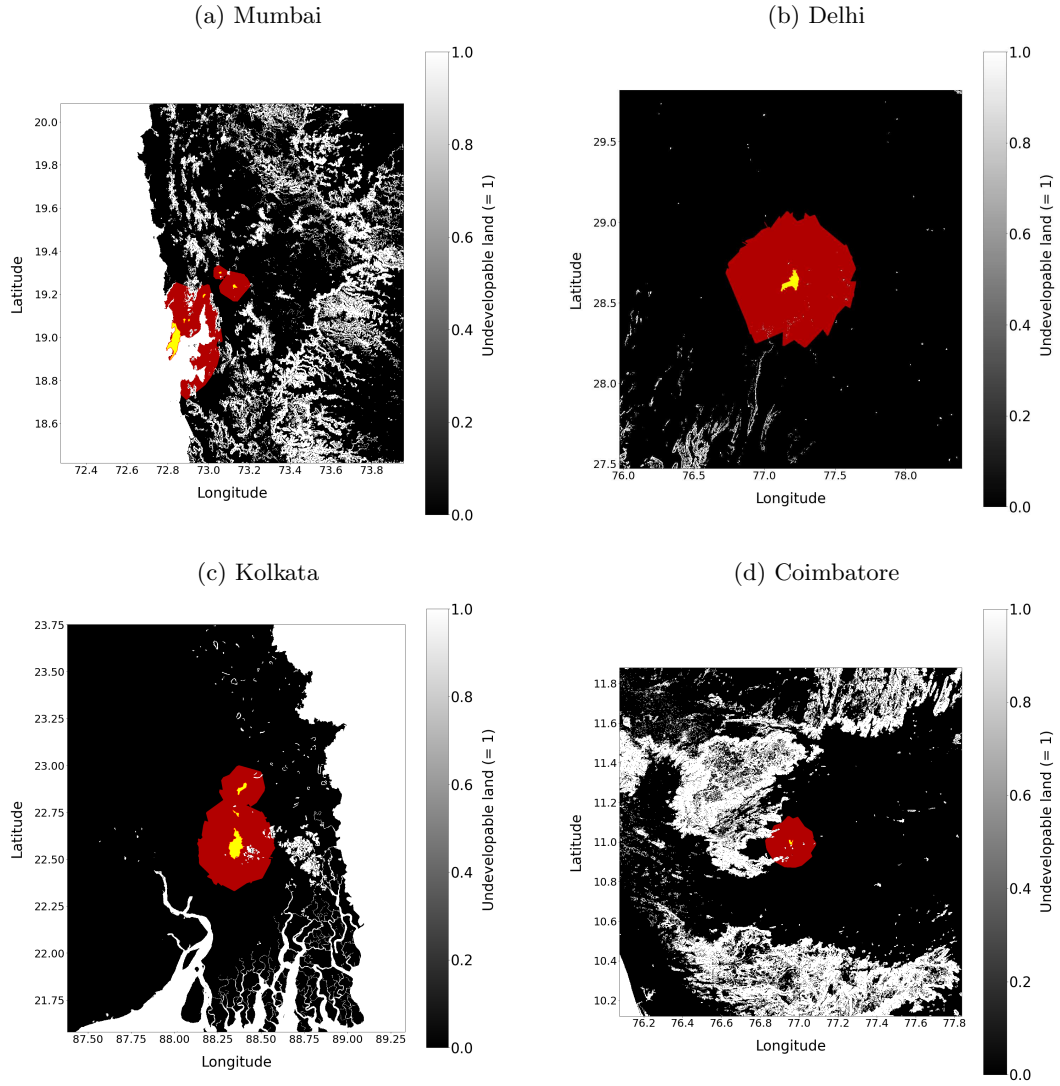 (a) Mumbai
20.0
19.8
19.6
19.4
19.2
19.0
18.8
18.6
72.4 72.6 72.8 73.0 73.2 73.4 73.6 73.8
Longitude
Latitude
1.0
0.8
0.6
0.4
0.2
0.0
Undevelopable land (= 1)
(b) Delhi
29.5
29.0
28.5
28.0
27.5
76.0 76.5 77.0 77.5 78.0
Longitude
Latitude
1.0
0.8
0.6
0.4
0.2
0.0
Undevelopable land (= 1)
(c) Kolkata
23.75
23.50
23.25
23.00
22.75
22.50
22.25
22.00
21.75
87.50 87.75 88.00 88.25 88.50 88.75 89.00 89.25
Longitude
Latitude
1.0
0.8
0.6
0.4
0.2
0.0
Undevelopable land (= 1)
(d) Coimbatore
11.8
11.6
11.4
11.2
11.0
10.8
10.6
10.4
10.2
76.2 76.4 76.6 76.8 77.0 77.2 77.4 77.6 77.8
Longitude
Latitude
1.0
0.8
0.6
0.4
0.2
0.0
Undevelopable land (= 1)